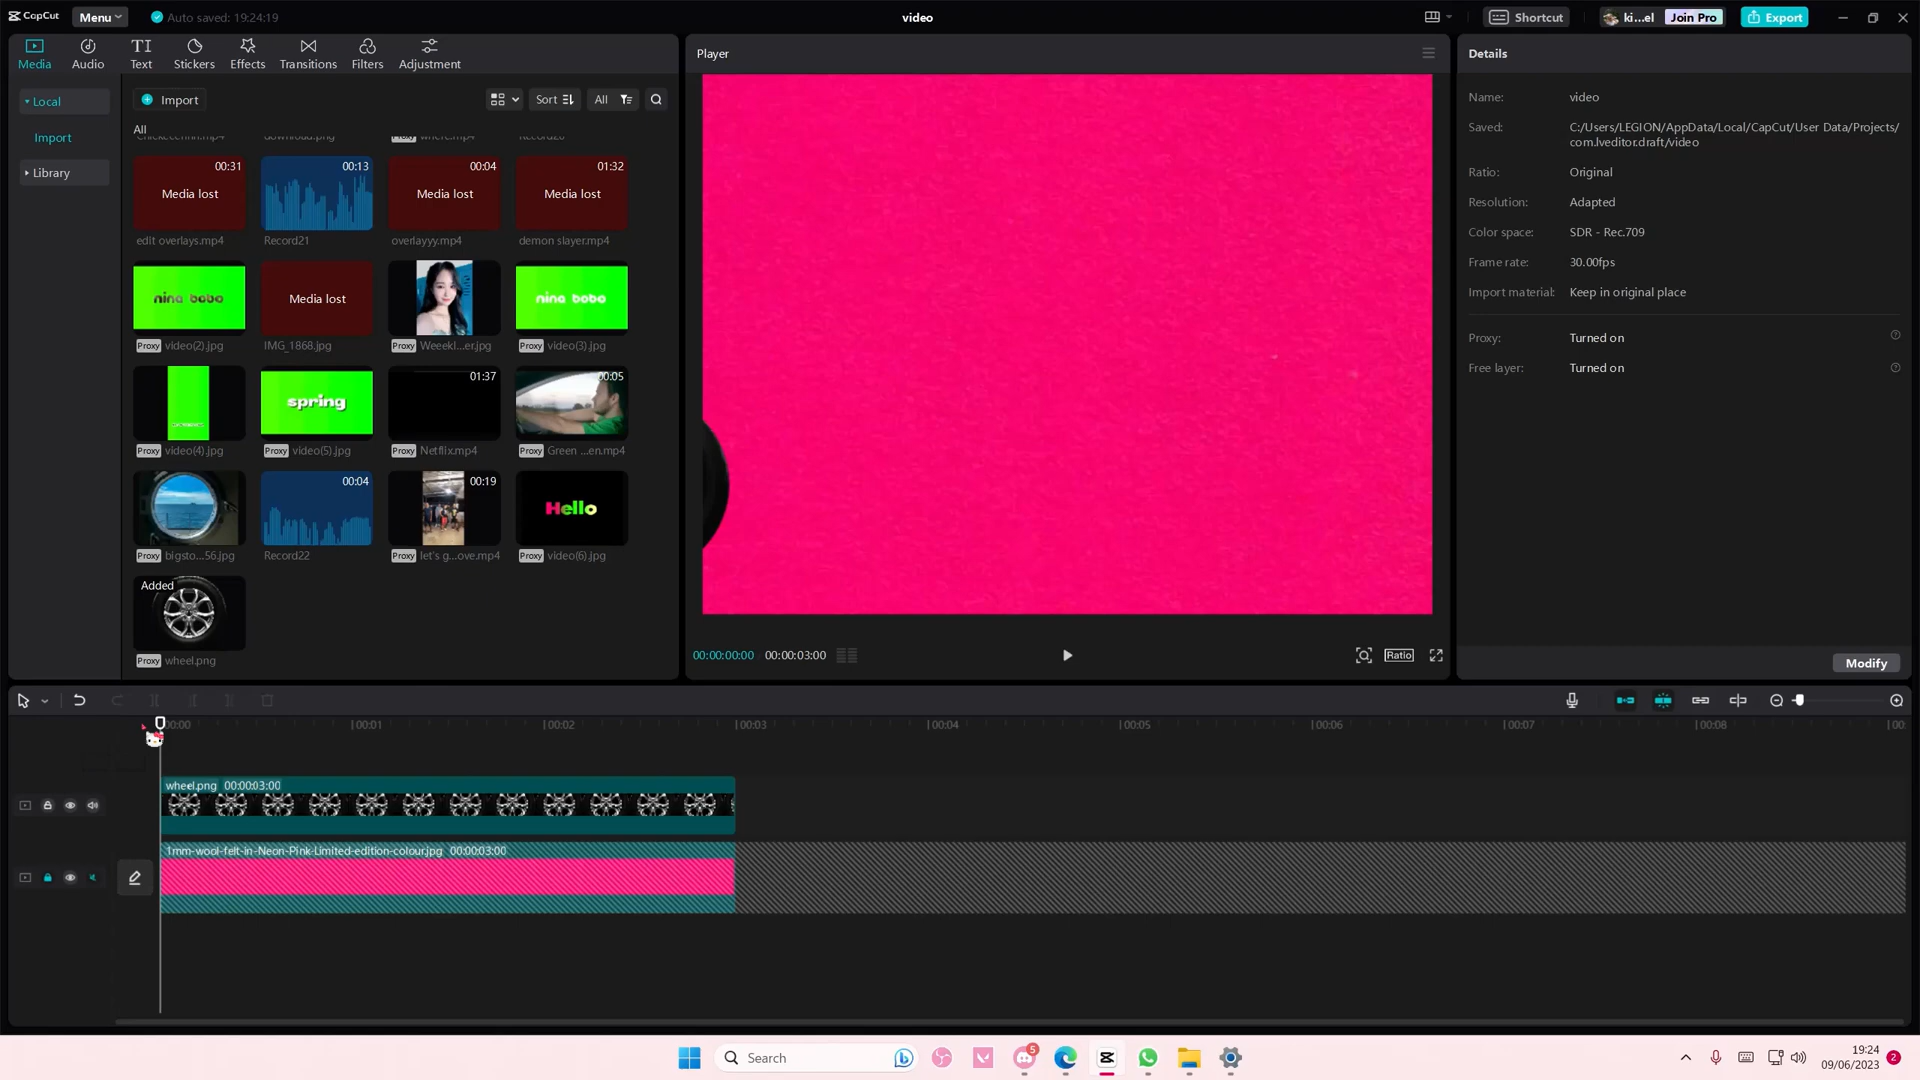 CapCut
Menu
Auto saved: 19:24:19
video
Shortcut
ki...el
Join Pro
Export
Media
Audio
Text
Stickers
Effects
Transitions
Filters
Adjustment
Player
Details
Local
Import
Library
Import
Sort
All
All
00:31
Media lost
edit overlays.mp4
00:13
Record21
00:04
Media lost
overlayyy.mp4
01:32
Media lost
demon slayer.mp4
nina bobo
Proxy video(2).jpg
Media lost
IMG_1868.jpg
Proxy Weeekl...er.jpg
nina bobo
Proxy video(3).jpg
Proxy video(4).jpg
spring
Proxy video(5).jpg
01:37
Proxy Netflix.mp4
00:05
Proxy Green ...en.mp4
Proxy bigsto...56.jpg
00:04
Record22
00:19
Proxy let's g...ove.mp4
Hello
Proxy video(6).jpg
Added
Proxy wheel.png
00:00:00:00
00:00:03:00
Ratio
Name: video
Saved: C:/Users/LEGION/AppData/Local/CapCut/User Data/Projects/
com.lveditor.draft/video
Ratio: Original
Resolution: Adapted
Color space: SDR - Rec.709
Frame rate: 30.00fps
Import material: Keep in original place
Proxy: Turned on
Free layer: Turned on
Modify
00:00
00:01
00:02
00:03
00:04
00:05
00:06
00:07
00:08
wheel.png 00:00:03:00
1mm-wool-felt-in-Neon-Pink-Limited-edition-colour.jpg 00:00:03:00
Search
5
19:24
09/06/2023
2